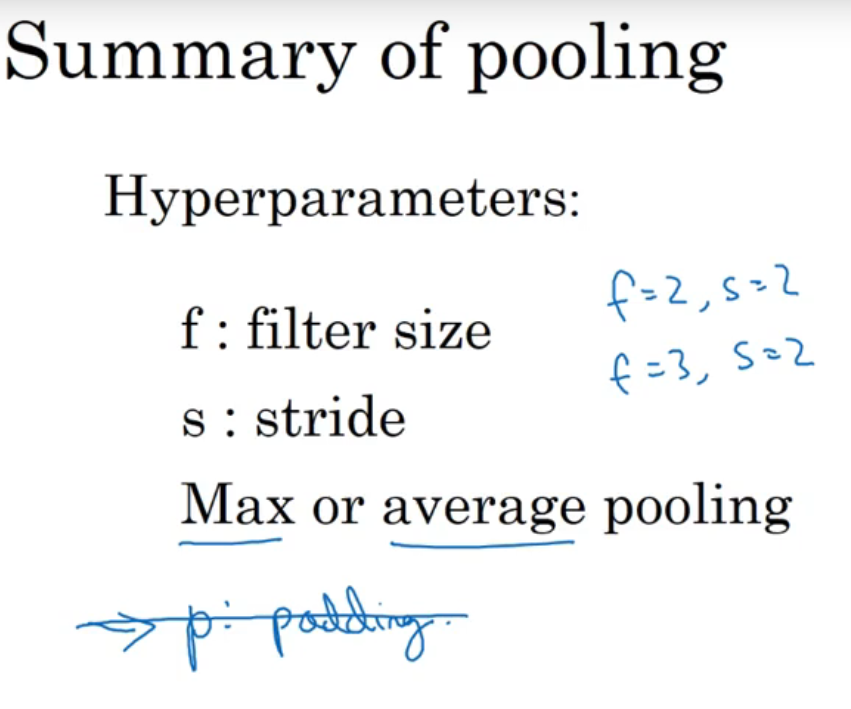 Summary of pooling
Hyperparameters:
f : filter size
f=2, s=2
f=3, s=2
s : stride
Max or average pooling
→ p: padding.